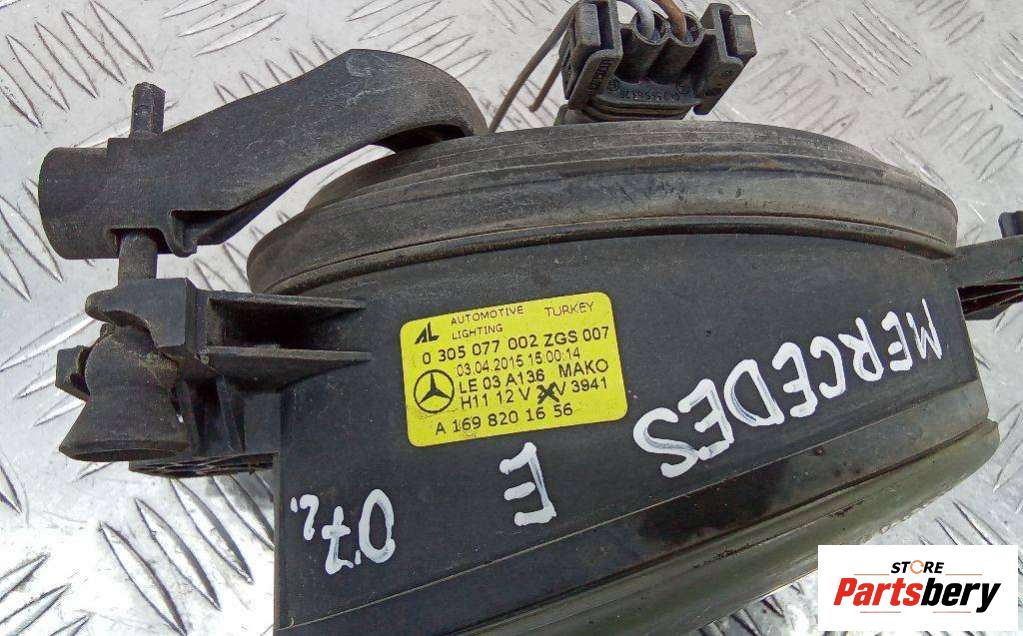 AL AUTOMOTIVE LIGHTING TURKEY
0 305 077 002 ZGS 007
03.04.2015 15:00:14
LE 03 A136 MAKO
H11 12 V V 3941
A 169 820 16 56
MERCEDES
E
07г.
STORE
Partsbery